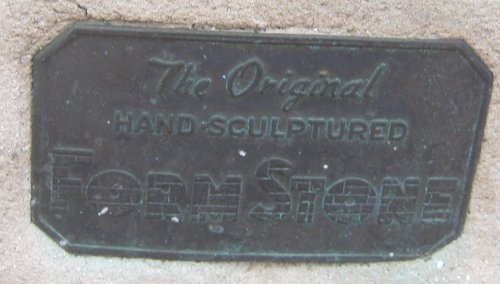 The Original
HAND-SCULPTURED
FORMSTONE